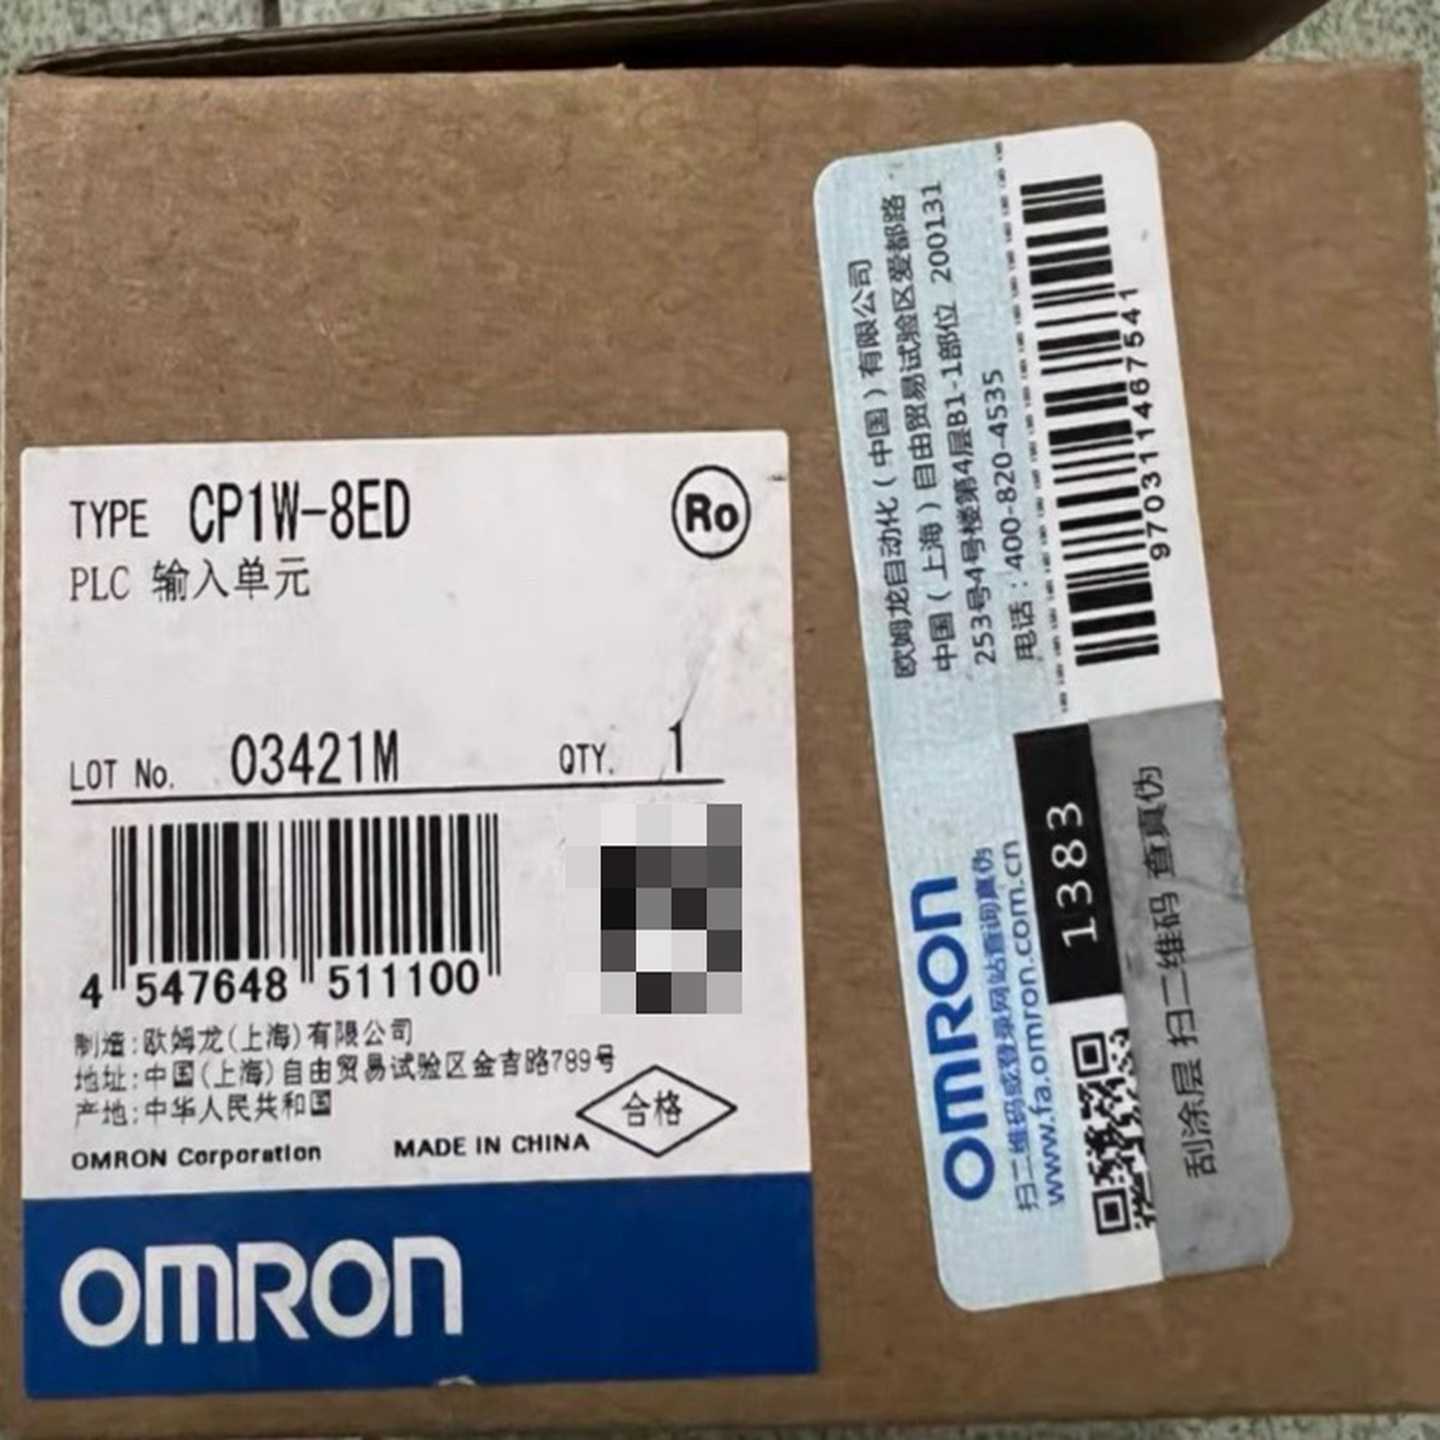 TYPE CP1W-8ED
Ro
PLC 输入单元
LOT No. 03421M QTY. 1
4 547648 511100
制造:欧姆龙(上海)有限公司
地址:中国(上海)自由贸易试验区金吉路789号
产地:中华人民共和国
合格
OMRON Corporation MADE IN CHINA
OMRON
欧姆龙自动化(中国)有限公司
中国(上海)自由贸易试验区爱都路
253号4号楼第4层B1-1部位 200131
电话:400-820-4535
970311467541
OMRON
扫二维码或登录网站查询真伪
www.fa.omron.com.cn
1383
刮涂层 扫二维码 查真伪